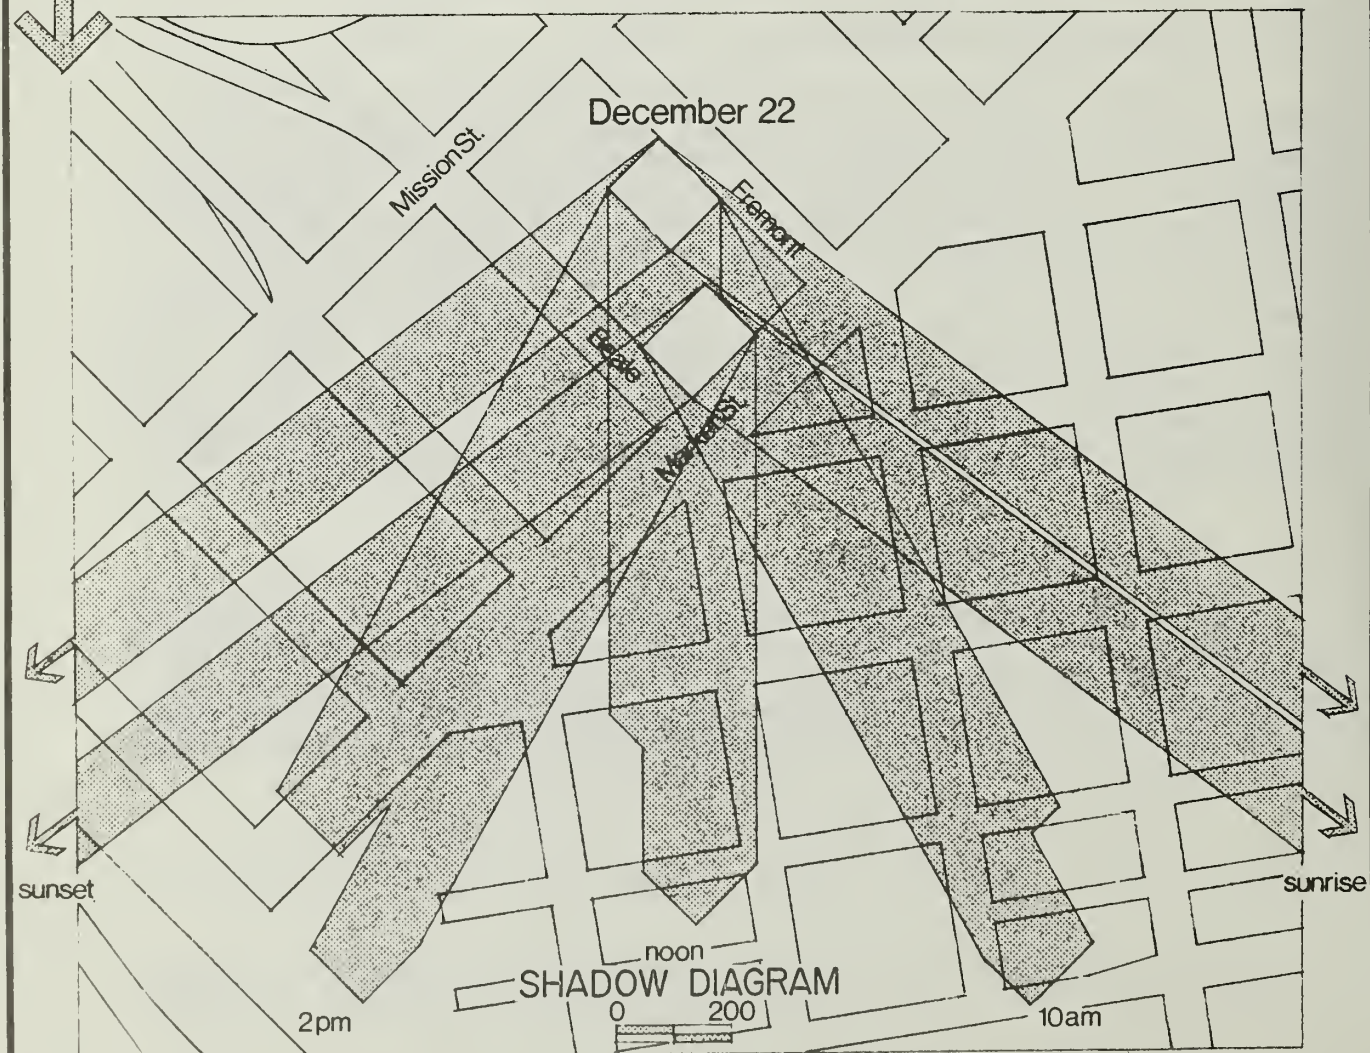 December 22
Mission St.
Fremont
Beale
Market St.
sunset
sunrise
noon
SHADOW DIAGRAM
0 200
2pm
10am